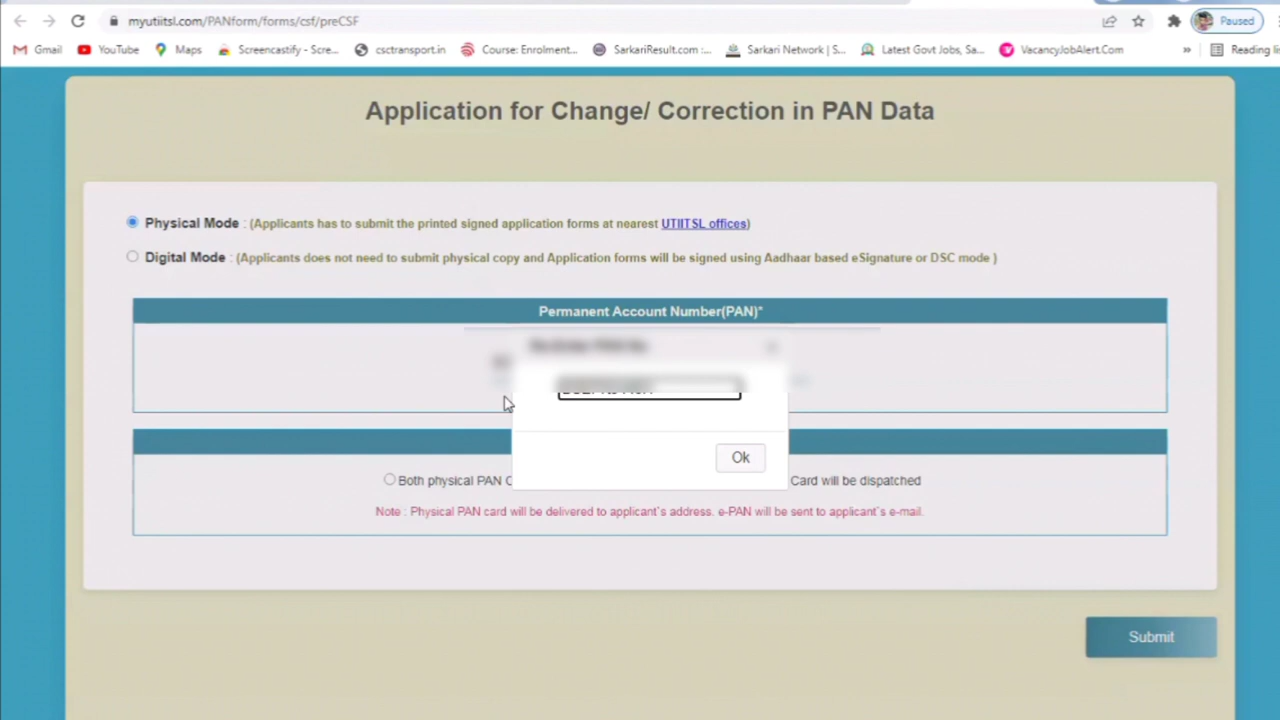 myutiitsl.com/PANform/forms/csf/preCSF
Paused
Gmail YouTube Maps Screencastify - Scre... csctransport.in Course: Enrolment... SarkariResult.com :... Sarkari Network | S... Latest Govt Jobs, Sa... VacancyJobAlert.Com » Reading lis
Application for Change/ Correction in PAN Data
Physical Mode : (Applicants has to submit the printed signed application forms at nearest UTIITSL offices)
Digital Mode : (Applicants does not need to submit physical copy and Application forms will be signed using Aadhaar based eSignature or DSC mode )
Permanent Account Number(PAN)*
Ok
Both physical PAN C Card will be dispatched
Note : Physical PAN card will be delivered to applicant`s address. e-PAN will be sent to applicant`s e-mail.
Submit